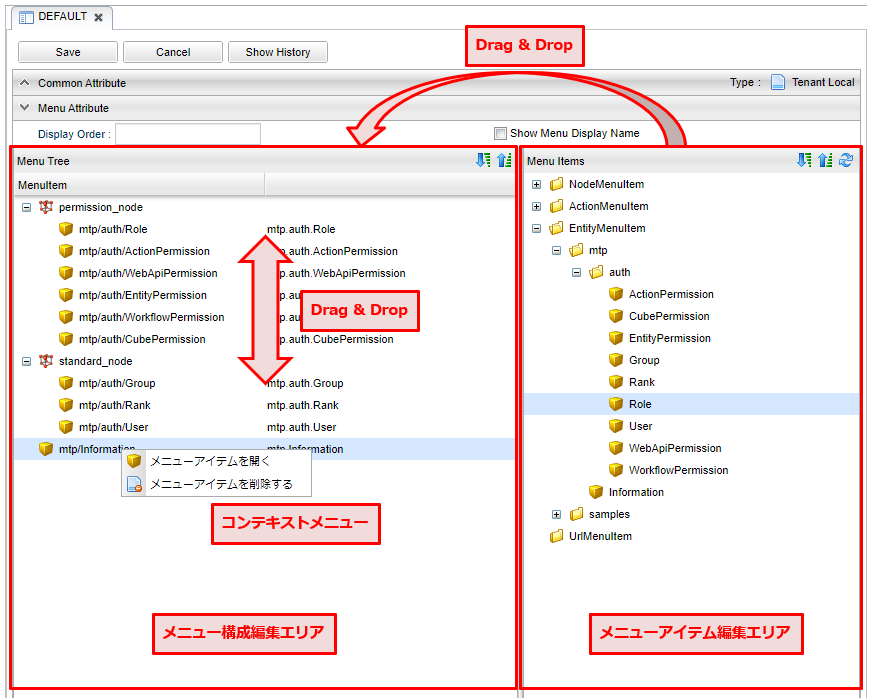 DEFAULT
Save Cancel Show History
Drag & Drop
Common Attribute Type : Tenant Local
Menu Attribute
Display Order : Show Menu Display Name
Menu Tree
MenuItem
permission_node
mtp/auth/Role mtp.auth.Role
mtp/auth/ActionPermission mtp.auth.ActionPermission
mtp/auth/WebApiPermission mtp.auth.WebApiPermission
mtp/auth/EntityPermission
mtp/auth/WorkflowPermission
mtp/auth/CubePermission mtp.auth.CubePermission
Drag & Drop
standard_node
mtp/auth/Group mtp.auth.Group
mtp/auth/Rank mtp.auth.Rank
mtp/auth/User mtp.auth.User
mtp/Information mtp.Information
メニューアイテムを開く
メニューアイテムを削除する
コンテキストメニュー
メニュー構成編集エリア
Menu Items
NodeMenuItem
ActionMenuItem
EntityMenuItem
mtp
auth
ActionPermission
CubePermission
EntityPermission
Group
Rank
Role
User
WebApiPermission
WorkflowPermission
Information
samples
UrlMenuItem
メニューアイテム編集エリア